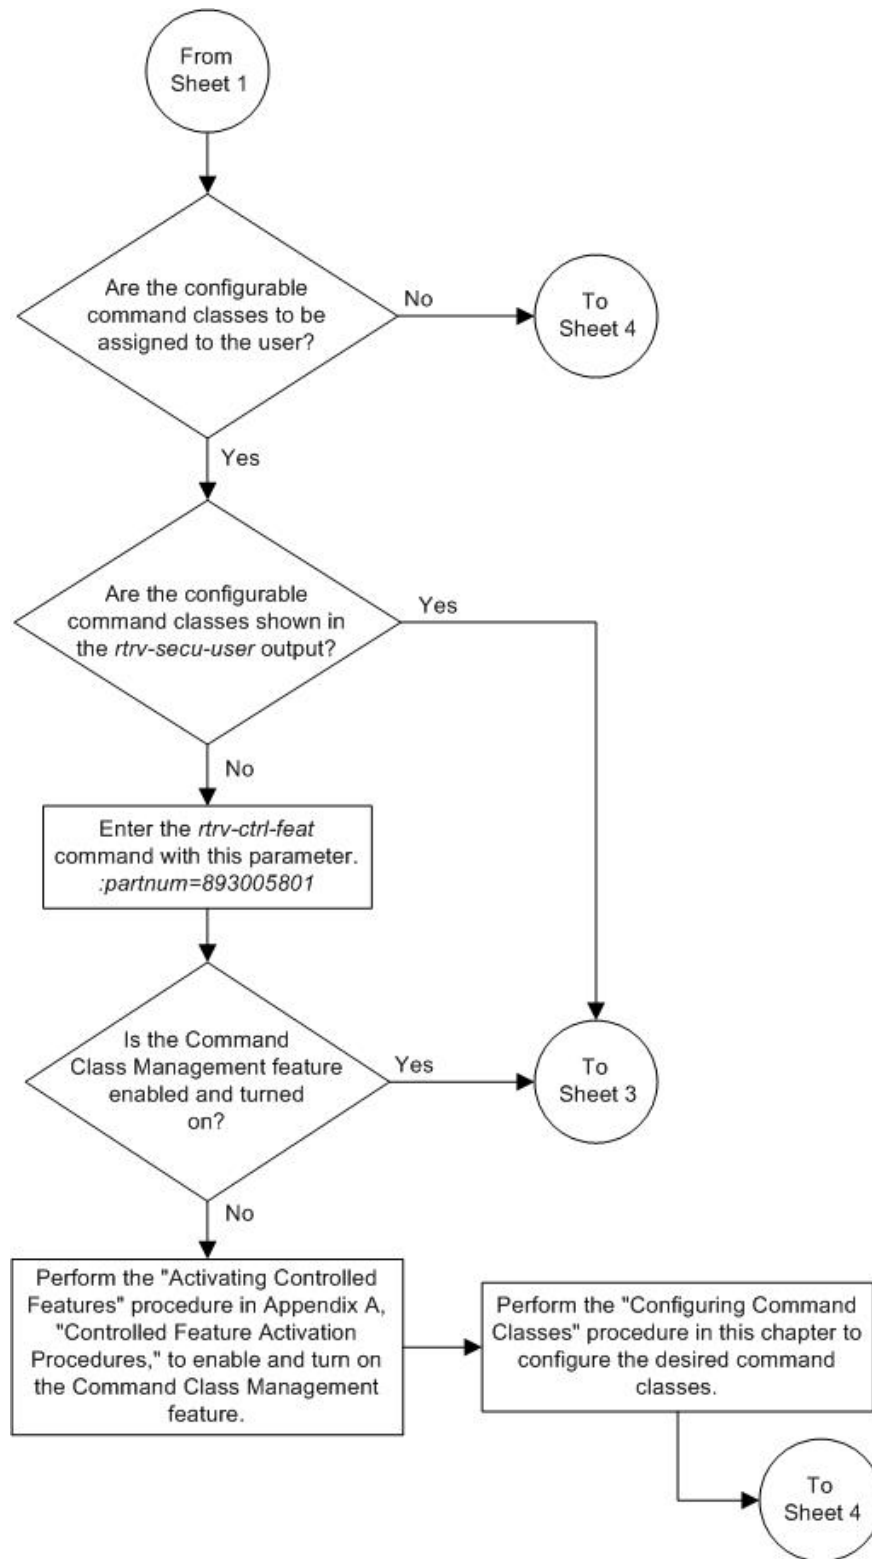 From
Sheet 1
Are the configurable
command classes to be
assigned to the user?
No
To
Sheet 4
Yes
Are the configurable
command classes shown in
the rtrv-secu-user output?
Yes
No
Enter the rtrv-ctrl-feat
command with this parameter.
:partnum=893005801
Is the Command
Class Management feature
enabled and turned
on?
Yes
To
Sheet 3
No
Perform the "Activating Controlled
Features" procedure in Appendix A,
"Controlled Feature Activation
Procedures," to enable and turn on
the Command Class Management
feature.
Perform the "Configuring Command
Classes" procedure in this chapter to
configure the desired command
classes.
To
Sheet 4